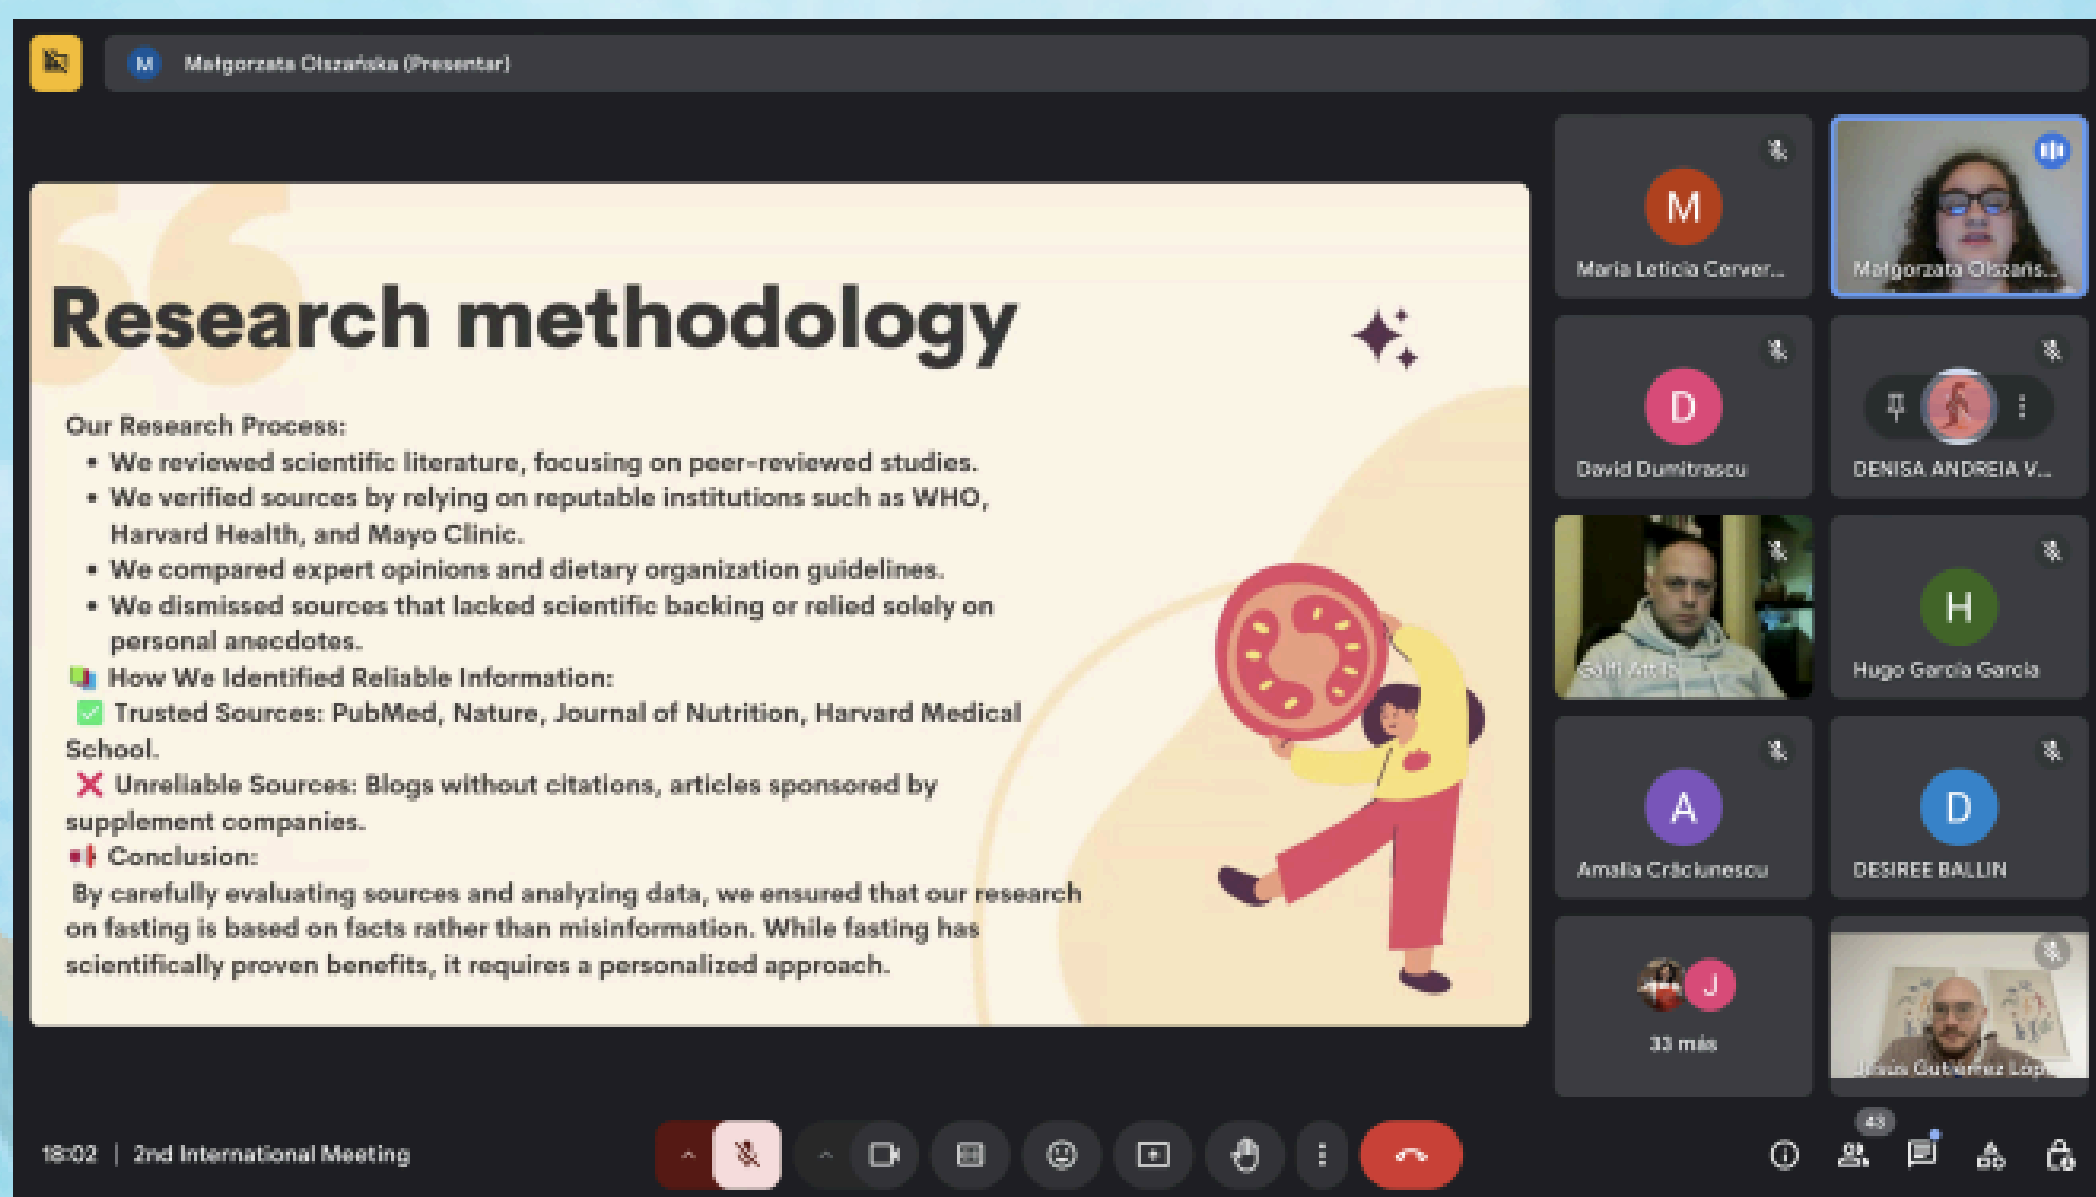 M Małgorzata Olszańska (Presentar)
Research methodology
Our Research Process:
• We reviewed scientific literature, focusing on peer-reviewed studies.
• We verified sources by relying on reputable institutions such as WHO,
Harvard Health, and Mayo Clinic.
• We compared expert opinions and dietary organization guidelines.
• We dismissed sources that lacked scientific backing or relied solely on
personal anecdotes.
How We Identified Reliable Information:
Trusted Sources: PubMed, Nature, Journal of Nutrition, Harvard Medical
School.
Unreliable Sources: Blogs without citations, articles sponsored by
supplement companies.
Conclusion:
By carefully evaluating sources and analyzing data, we ensured that our research
on fasting is based on facts rather than misinformation. While fasting has
scientifically proven benefits, it requires a personalized approach.
M
Maria Leticia Cerver...
Małgorzata Olszańs...
D
David Dumitrascu
DENISA ANDREIA V...
Galfi Attila
H
Hugo García García
A
Amalia Crăciunescu
D
DESIREE BALLIN
J
33 más
Jesús Gutiérrez Lóp...
18:02 | 2nd International Meeting
43